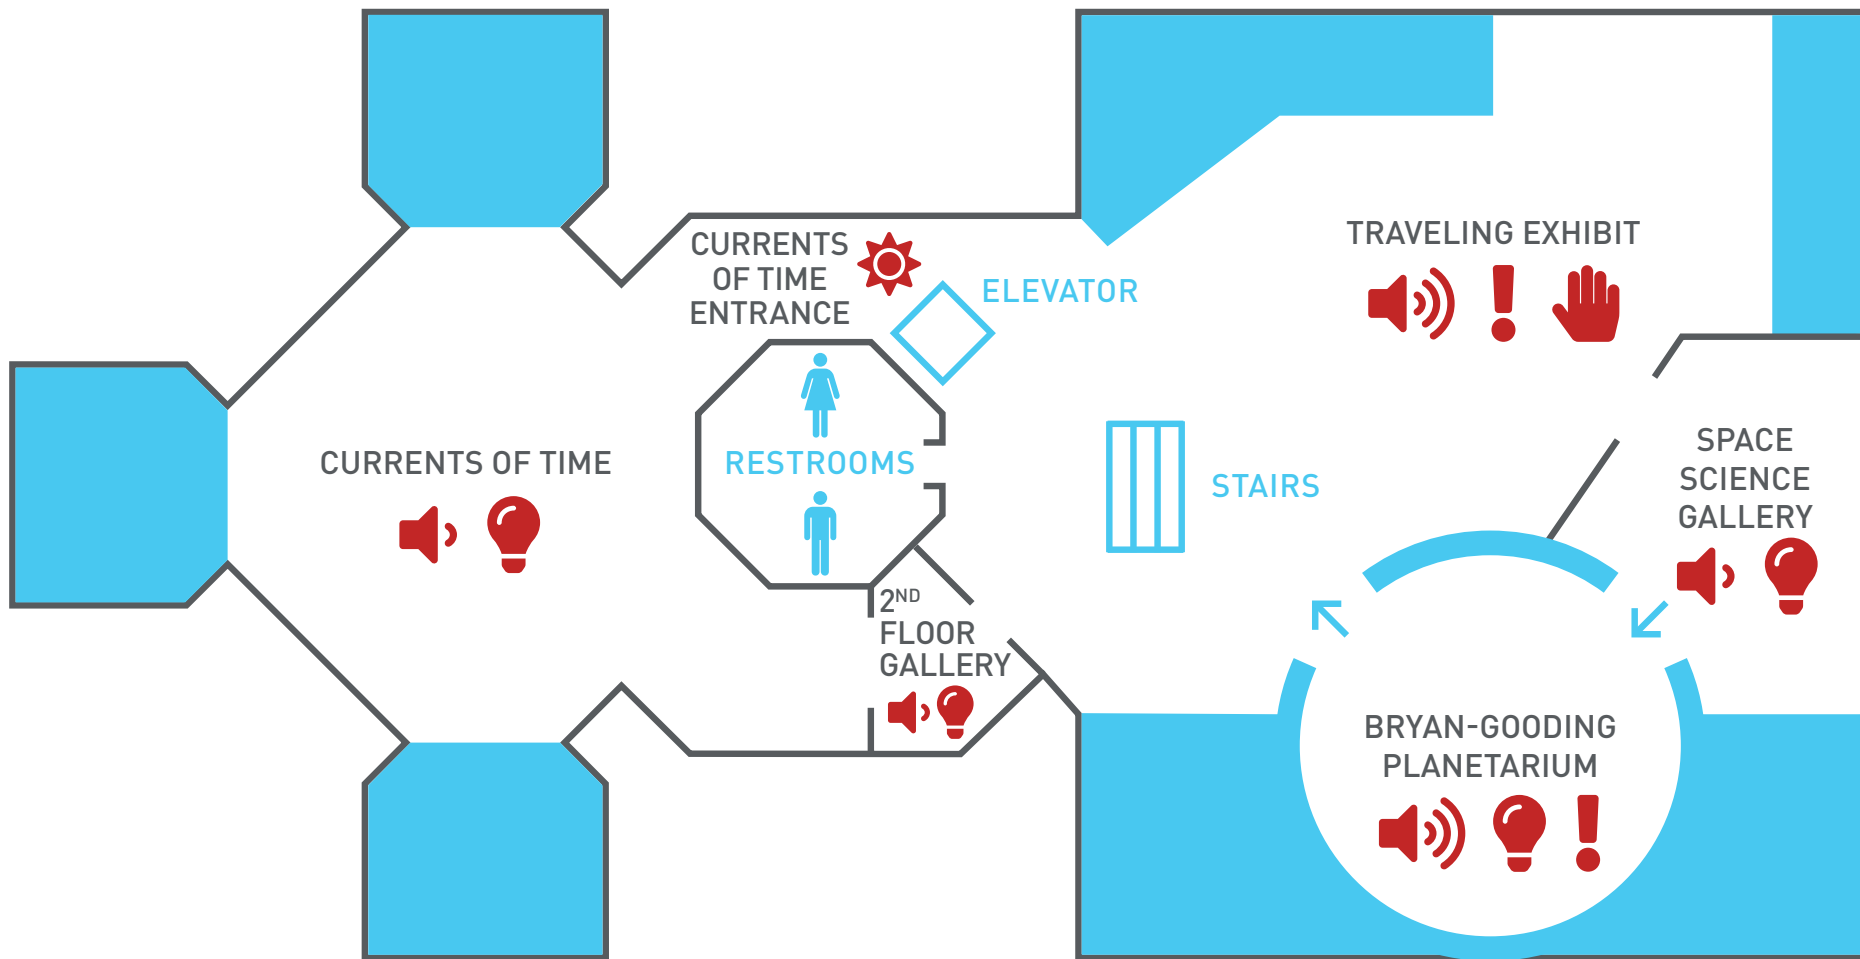 CURRENTS
OF TIME
ENTRANCE
ELEVATOR
TRAVELING EXHIBIT
CURRENTS OF TIME
RESTROOMS
STAIRS
SPACE
SCIENCE
GALLERY
2ND
FLOOR
GALLERY
BRYAN-GOODING
PLANETARIUM